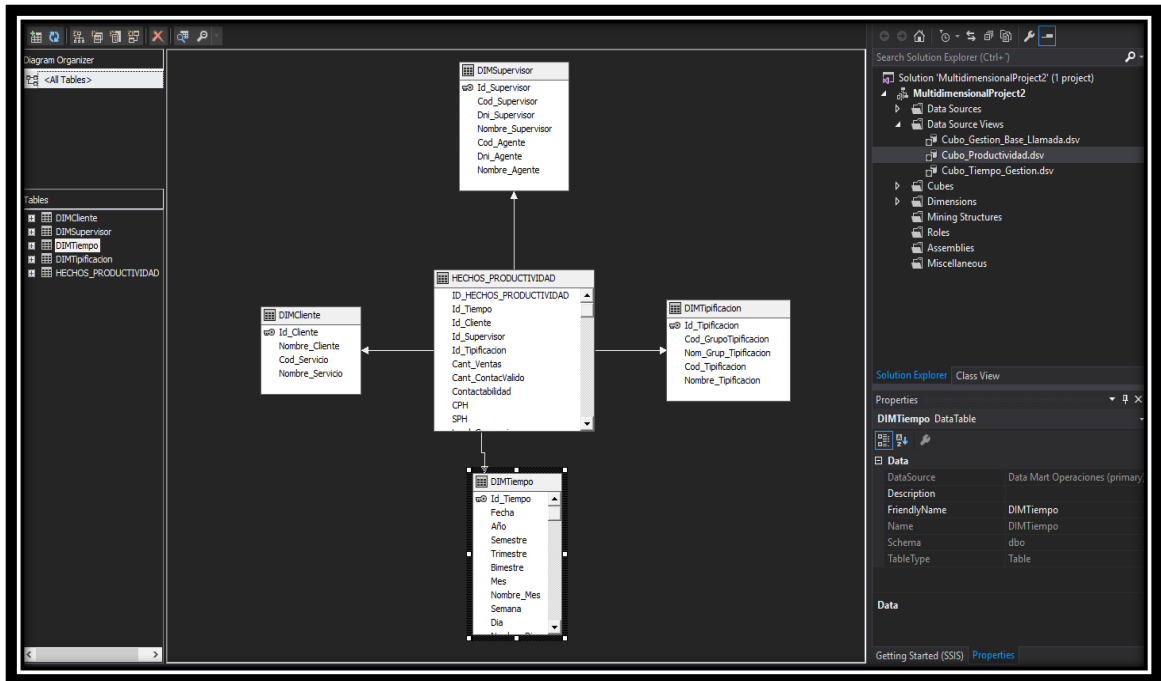 Diagram Organizer
<All Tables>
Tables
DIMCliente
DIMSupervisor
DIMTiempo
DIMTipificacion
HECHOS_PRODUCTIVIDAD
DIMSupervisor
Id_Supervisor
Cod_Supervisor
Dni_Supervisor
Nombre_Supervisor
Cod_Agente
Dni_Agente
Nombre_Agente
HECHOS_PRODUCTIVIDAD
ID_HECHOS_PRODUCTIVIDAD
Id_Tiempo
Id_Cliente
Id_Supervisor
Id_Tipificacion
Cant_Ventas
Cant_ContacValido
Contactabilidad
CPH
SPH
DIMCliente
Id_Cliente
Nombre_Cliente
Cod_Servicio
Nombre_Servicio
DIMTipificacion
Id_Tipificacion
Cod_GrupoTipificacion
Nom_Grup_Tipificacion
Cod_Tipificacion
Nombre_Tipificacion
DIMTiempo
Id_Tiempo
Fecha
Año
Semestre
Trimestre
Bimestre
Mes
Nombre_Mes
Semana
Dia
Search Solution Explorer (Ctrl+¨)
Solution 'MultidimensionalProject2' (1 project)
MultidimensionalProject2
Data Sources
Data Source Views
Cubo_Gestion_Base_Llamada.dsv
Cubo_Productividad.dsv
Cubo_Tiempo_Gestion.dsv
Cubes
Dimensions
Mining Structures
Roles
Assemblies
Miscellaneous
Solution Explorer Class View
Properties
DIMTiempo DataTable
Data
DataSource Data Mart Operaciones (primary)
Description
FriendlyName DIMTiempo
Name DIMTiempo
Schema dbo
TableType Table
Data
Getting Started (SSIS) Properties